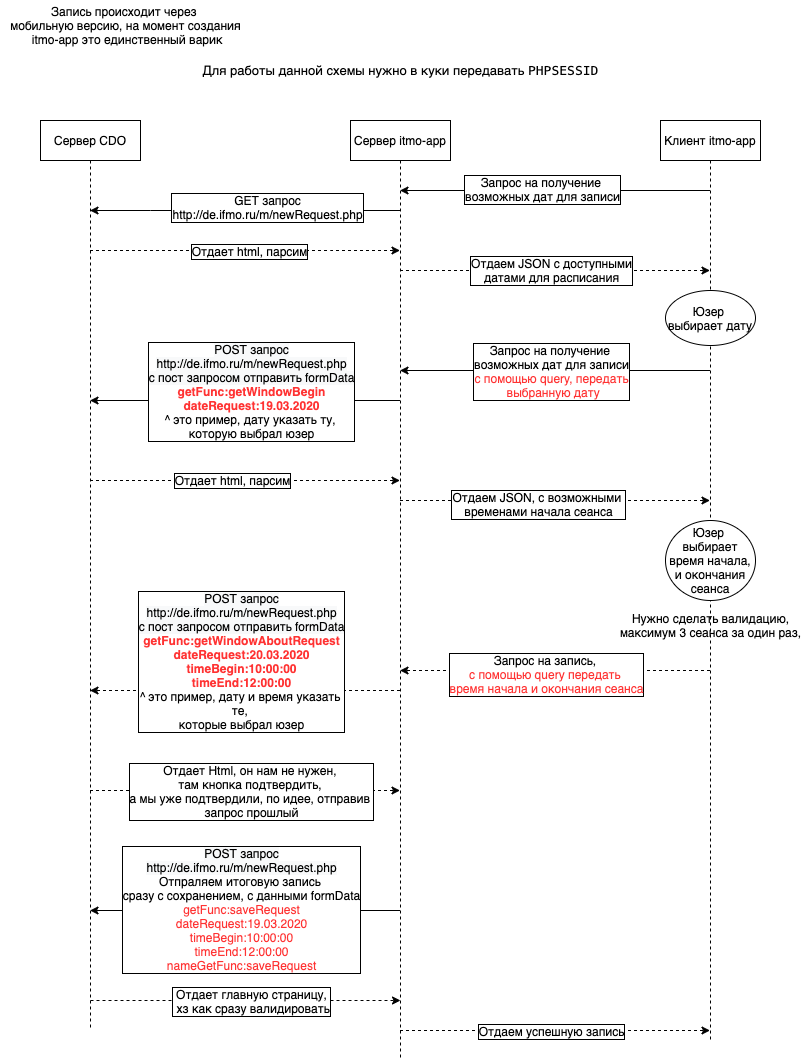 Запись происходит через
мобильную версию, на момент создания
itmo-app это единственный варик
Для работы данной схемы нужно в куки передавать PHPSESSID
Сервер CDO
Сервер itmo-app
Клиент itmo-app
Запрос на получение
возможных дат для записи
GET запрос
http://de.ifmo.ru/m/newRequest.php
Отдает html, парсим
Отдаем JSON с доступными
датами для расписания
Юзер
выбирает дату
Запрос на получение
возможных дат для записи
с помощью query, передать
выбранную дату
POST запрос
http://de.ifmo.ru/m/newRequest.php
с пост запросом отправить formData
getFunc:getWindowBegin
dateRequest:19.03.2020
^ это пример, дату указать ту,
которую выбрал юзер
Отдает html, парсим
Отдаем JSON, с возможными
временами начала сеанса
Юзер
выбирает
время начала,
и окончания
сеанса
Нужно сделать валидацию,
максимум 3 сеанса за один раз,
POST запрос
http://de.ifmo.ru/m/newRequest.php
с пост запросом отправить formData
getFunc:getWindowAboutRequest
dateRequest:20.03.2020
timeBegin:10:00:00
timeEnd:12:00:00
^ это пример, дату и время указать
те,
которые выбрал юзер
Запрос на запись,
с помощью query передать
время начала и окончания сеанса
Отдает Html, он нам не нужен,
там кнопка подтвердить,
а мы уже подтвердили, по идее, отправив
запрос прошлый
POST запрос
http://de.ifmo.ru/m/newRequest.php
Отпраляем итоговую запись
сразу с сохранением, с данными formData
getFunc:saveRequest
dateRequest:19.03.2020
timeBegin:10:00:00
timeEnd:12:00:00
nameGetFunc:saveRequest
Отдает главную страницу,
хз как сразу валидировать
Отдаем успешную запись